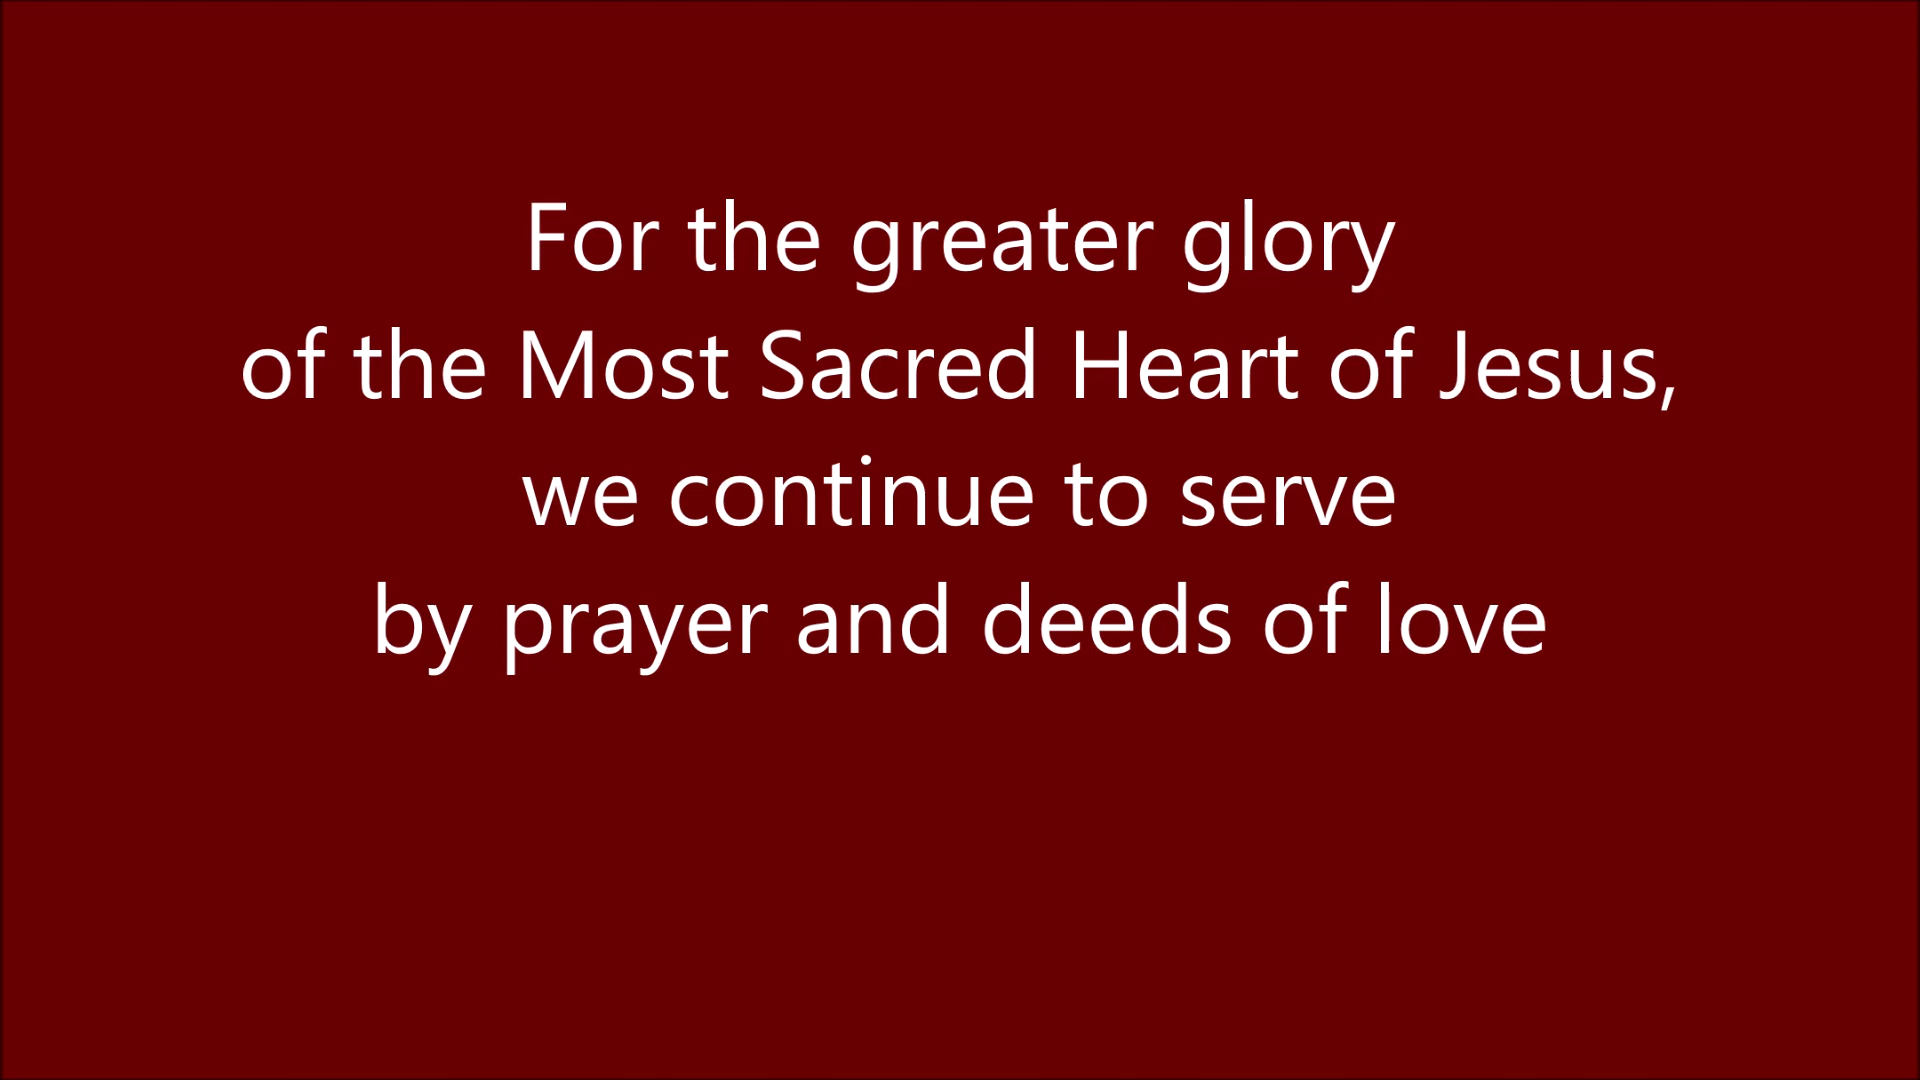 For the greater glory
of the Most Sacred Heart of Jesus,
we continue to serve
by prayer and deeds of love